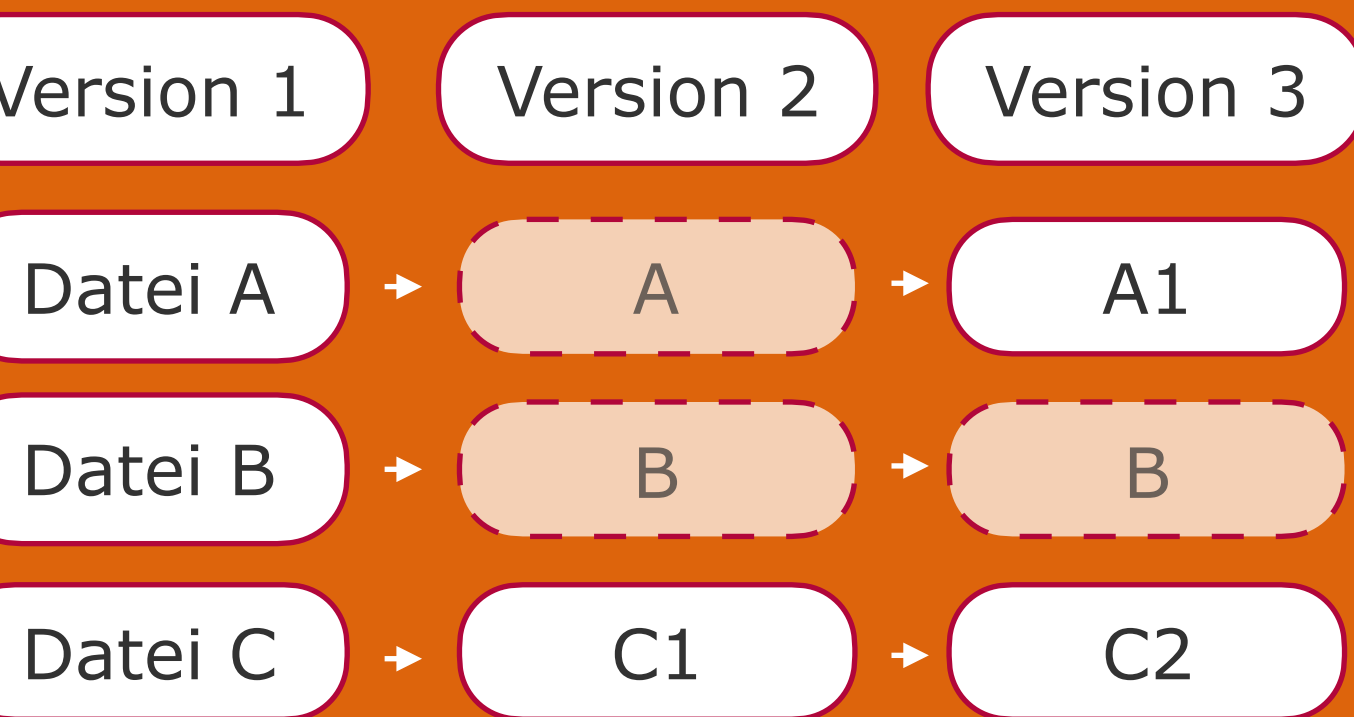 Version 1 Version 2 Version 3
Datei A A A1
Datei B B B
Datei C C1 C2